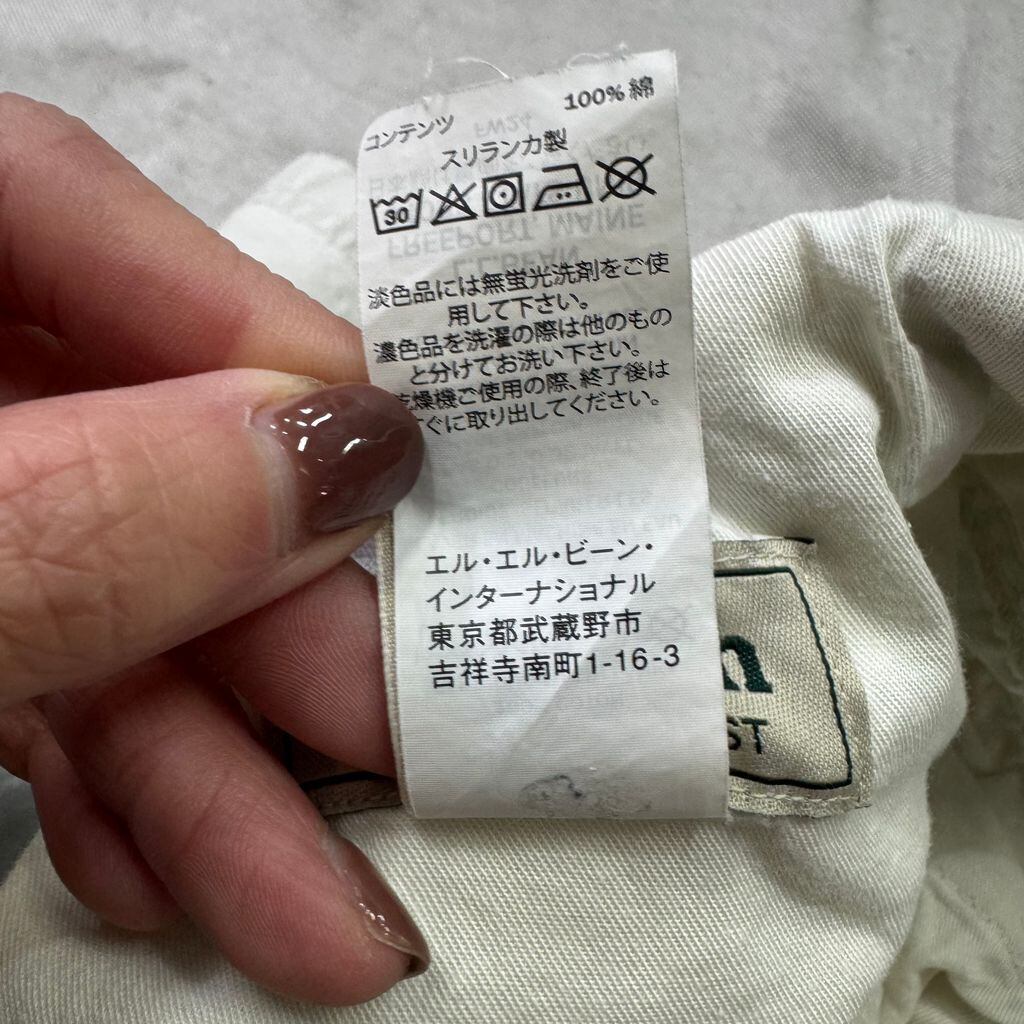 コンテンツ 100% 綿
スリランカ製
30
淡色品には無蛍光洗剤をご使
用して下さい。
濃色品を洗濯の際は他のもの
と分けてお洗い下さい。
燥機ご使用の際、終了後は
ぐに取り出してください。
エル・エル・ビーン・
インターナショナル
東京都武蔵野市
吉祥寺南町1-16-3
FW24
FREEPORT, MAINE
L.L.BEAN
n
ST